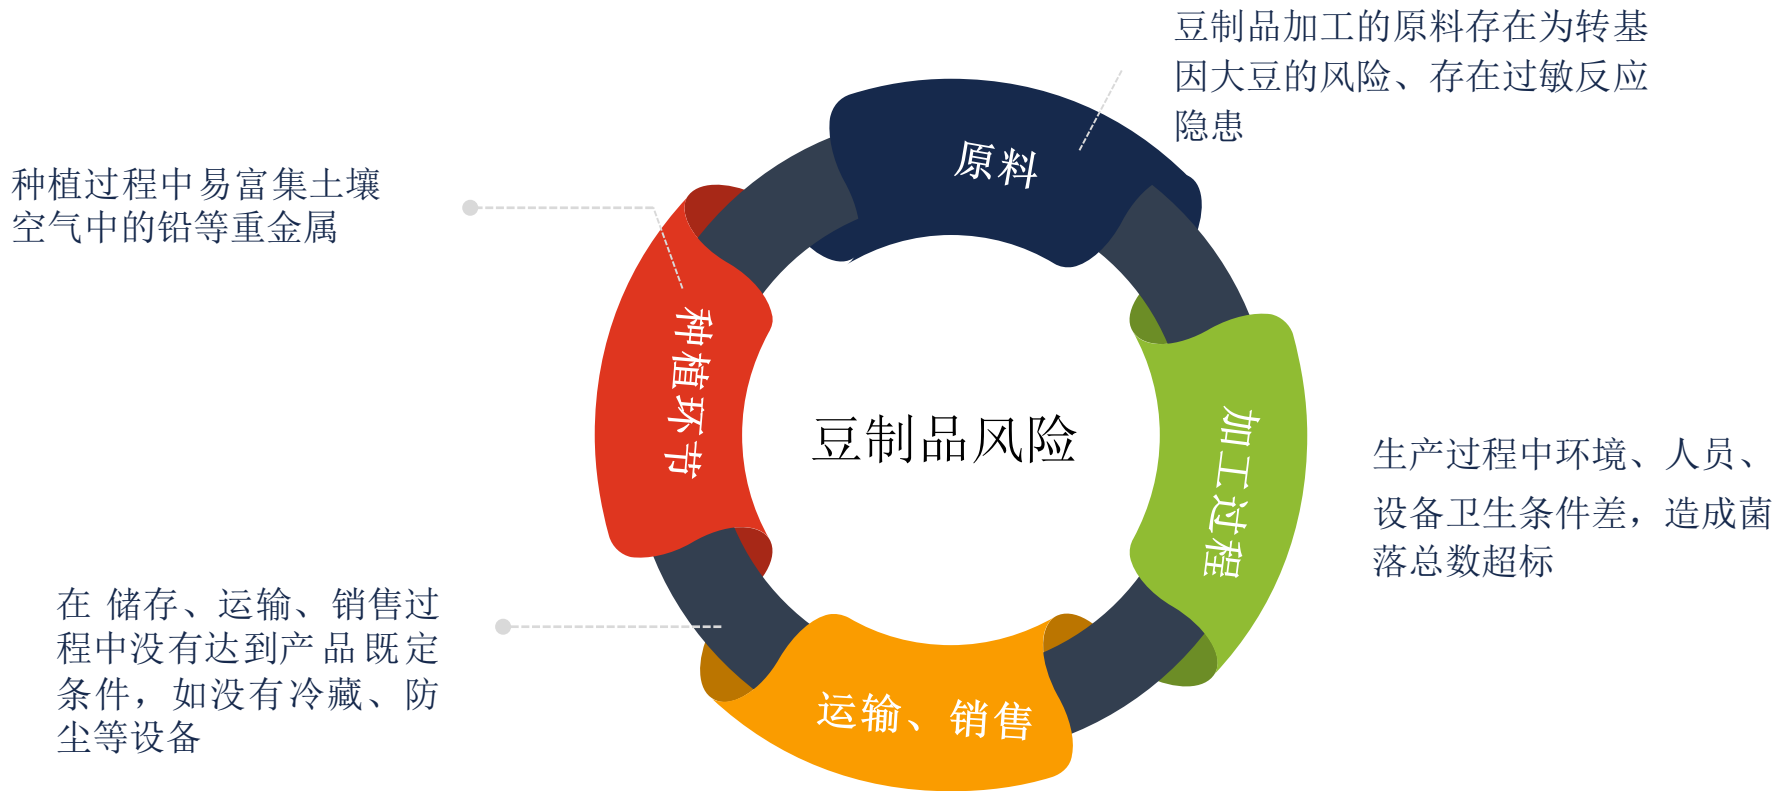 豆制品加工的原料存在为转基
因大豆的风险、存在过敏反应
隐患
原料
种植过程中易富集土壤
空气中的铅等重金属
种植环节
豆制品风险
加工过程
生产过程中环境、人员、
设备卫生条件差，造成菌
落总数超标
在 储存、运输、销售过
程中没有达到产品既定
条件，如没有冷藏、防
尘等设备
运输、销售